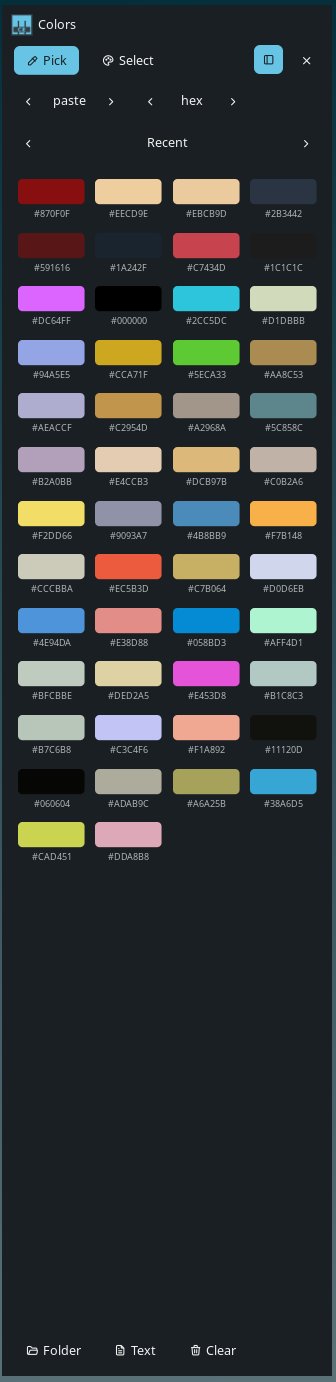 Colors
Pick Select
paste hex
Recent
#870F0F #EECD9E #EBCB9D #2B3442
#591616 #1A242F #C7434D #1C1C1C
#DC64FF #000000 #2CC5DC #D1DBBB
#94A5E5 #CCA71F #5ECA33 #AA8C53
#AEACCF #C2954D #A2968A #5C858C
#B2A0BB #E4CCB3 #DCB97B #C0B2A6
#F2DD66 #9093A7 #4B8BB9 #F7B148
#CCCBBA #EC5B3D #C7B064 #D0D6EB
#4E94DA #E38D88 #058BD3 #AFF4D1
#BFCBBE #DED2A5 #E453D8 #B1C8C3
#B7C6B8 #C3C4F6 #F1A892 #11120D
#060604 #ADAB9C #A6A25B #38A6D5
#CAD451 #DDA8B8
Folder Text Clear